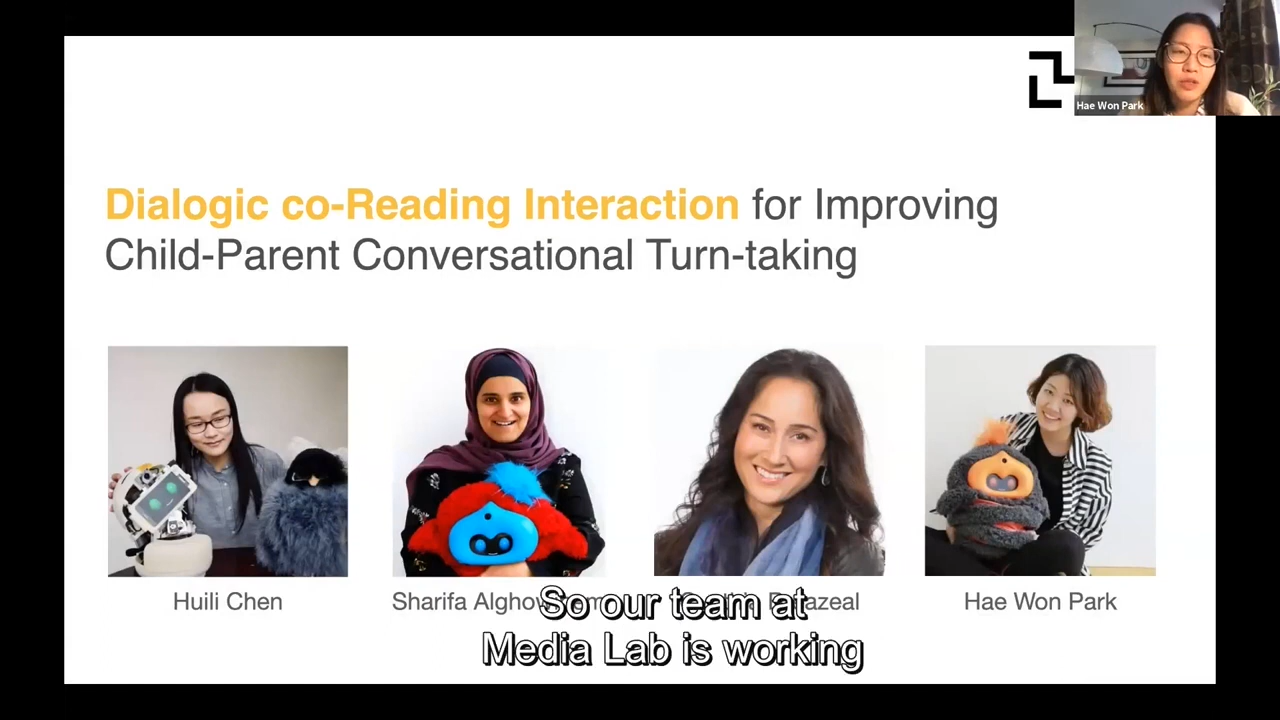 Hae Won Park
Dialogic co-Reading Interaction for Improving
Child-Parent Conversational Turn-taking
Huili Chen
Sharifa
Hae Won Park
So our team at
Media Lab is working